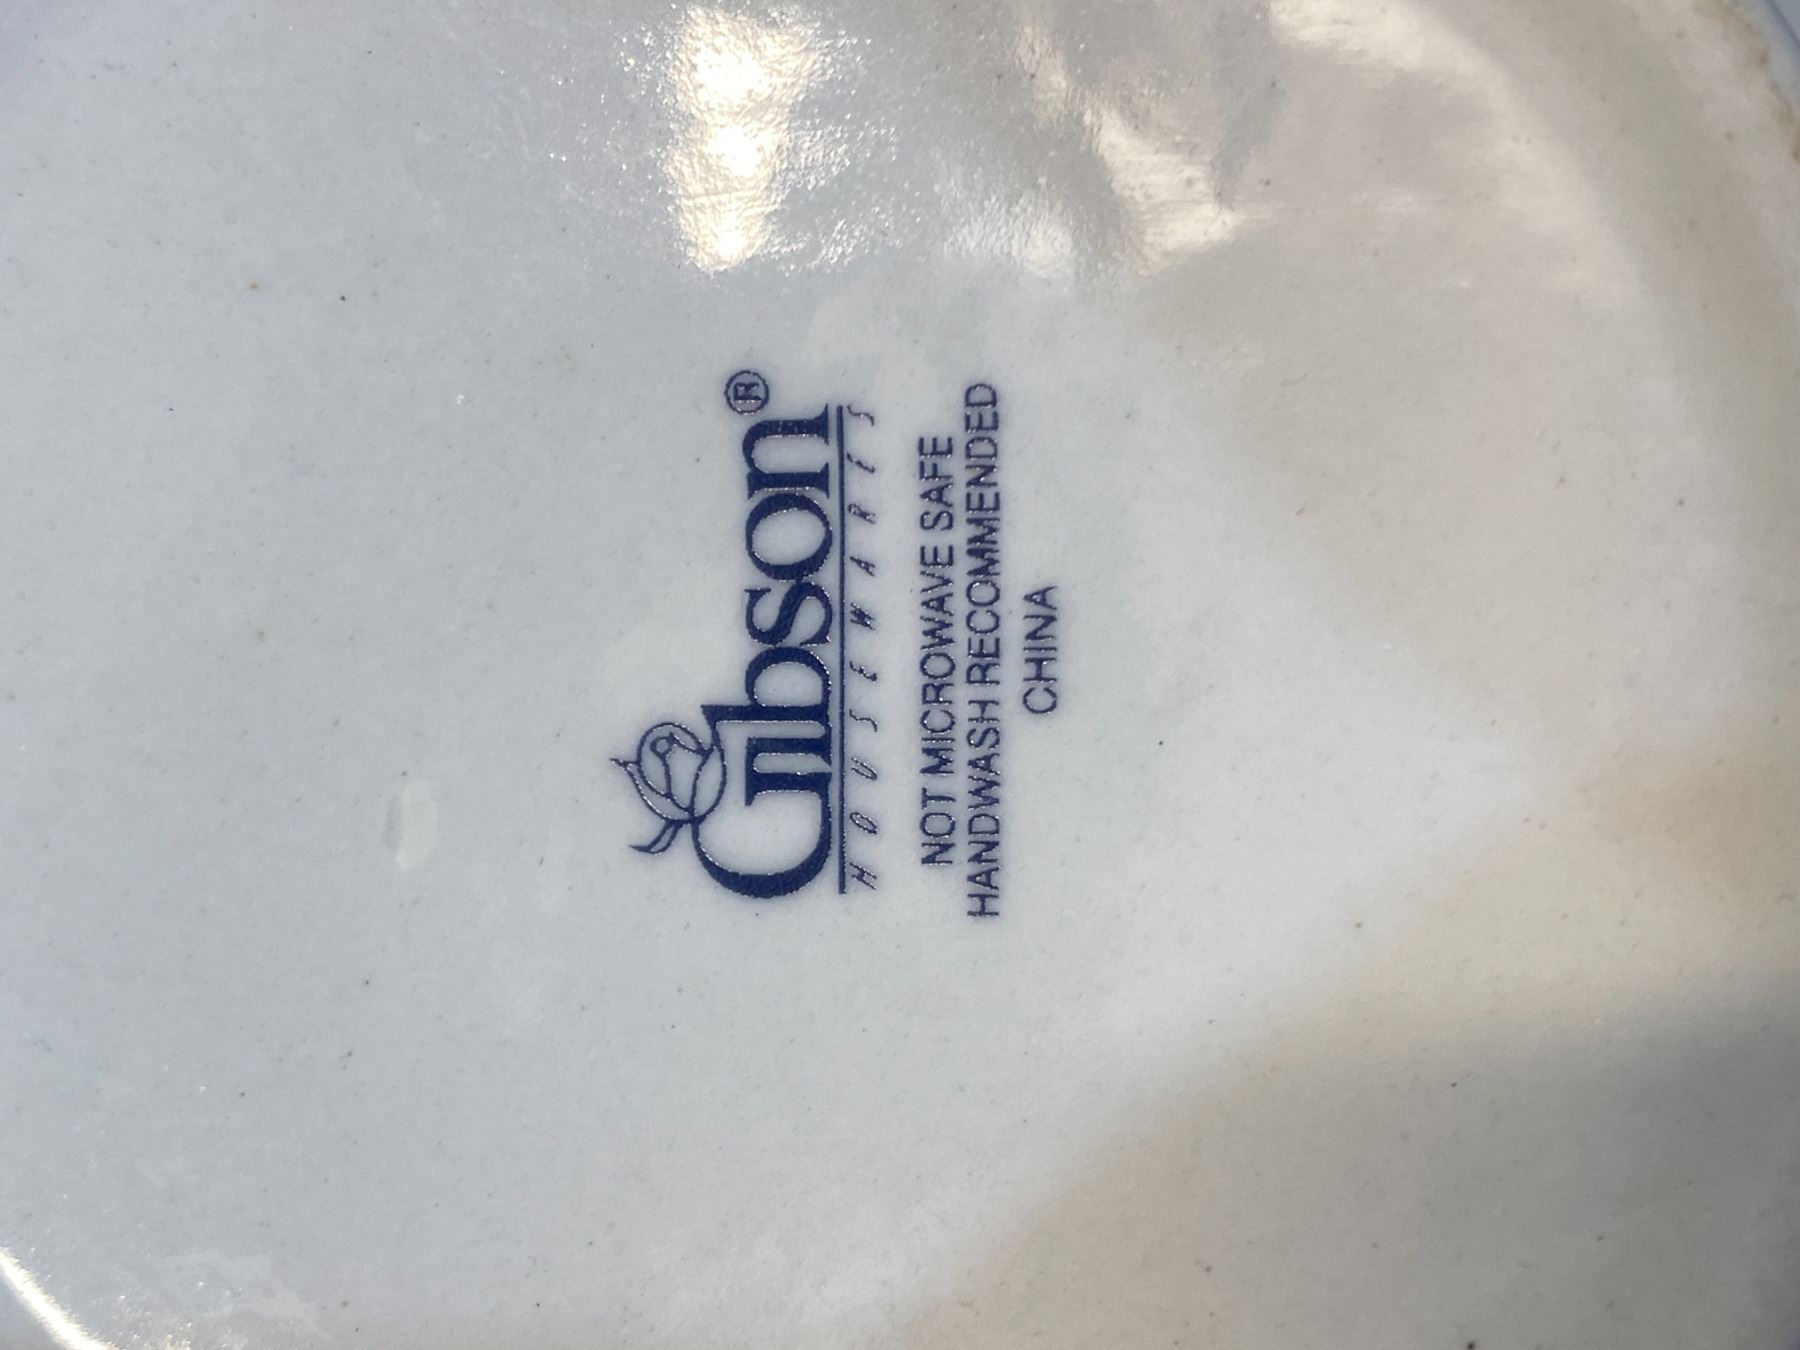 Gibson®
HOUSEWARES
NOT MICROWAVE SAFE
HANDWASH RECOMMENDED
CHINA